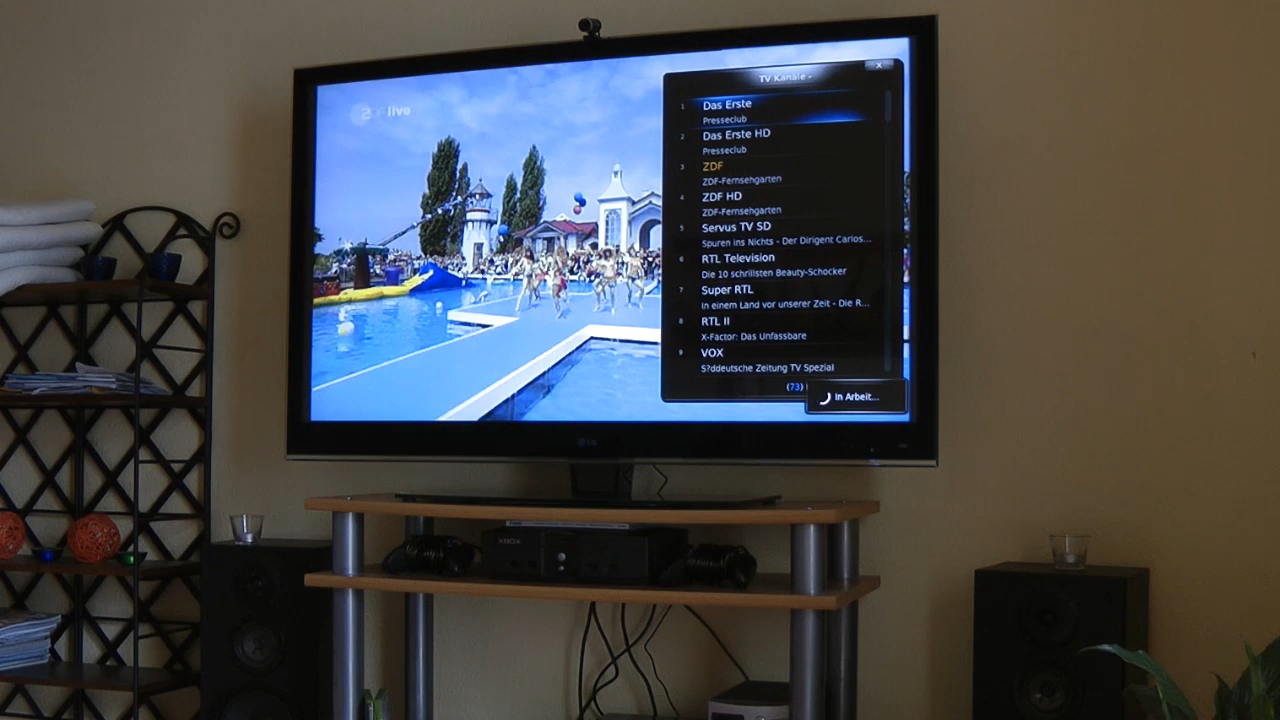 ZDF live
TV Kanäle -
x
1 Das Erste
Presseclub
2 Das Erste HD
Presseclub
3 ZDF
ZDF-Fernsehgarten
4 ZDF HD
ZDF-Fernsehgarten
5 Servus TV SD
Spuren ins Nichts - Der Dirigent Carlos...
6 RTL Television
Die 10 schrillsten Beauty-Schocker
7 Super RTL
In einem Land vor unserer Zeit - Die R...
8 RTL II
X-Factor: Das Unfassbare
9 VOX
S?ddeutsche Zeitung TV Spezial
(73)
In Arbeit...
LG
XBOX